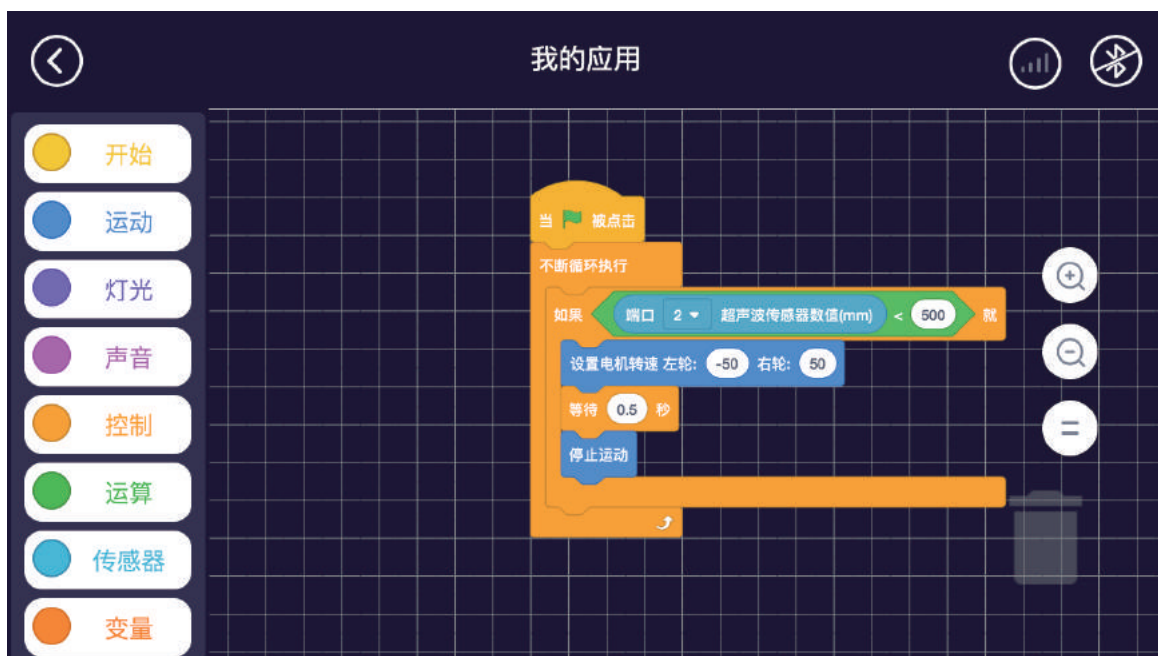 我的应用
开始
运动
灯光
声音
控制
运算
传感器
变量
当 被点击
不断循环执行
如果 端口 2 超声波传感器数值(mm) < 500 就
设置电机转速 左轮: -50 右轮: 50
等待 0.5 秒
停止运动